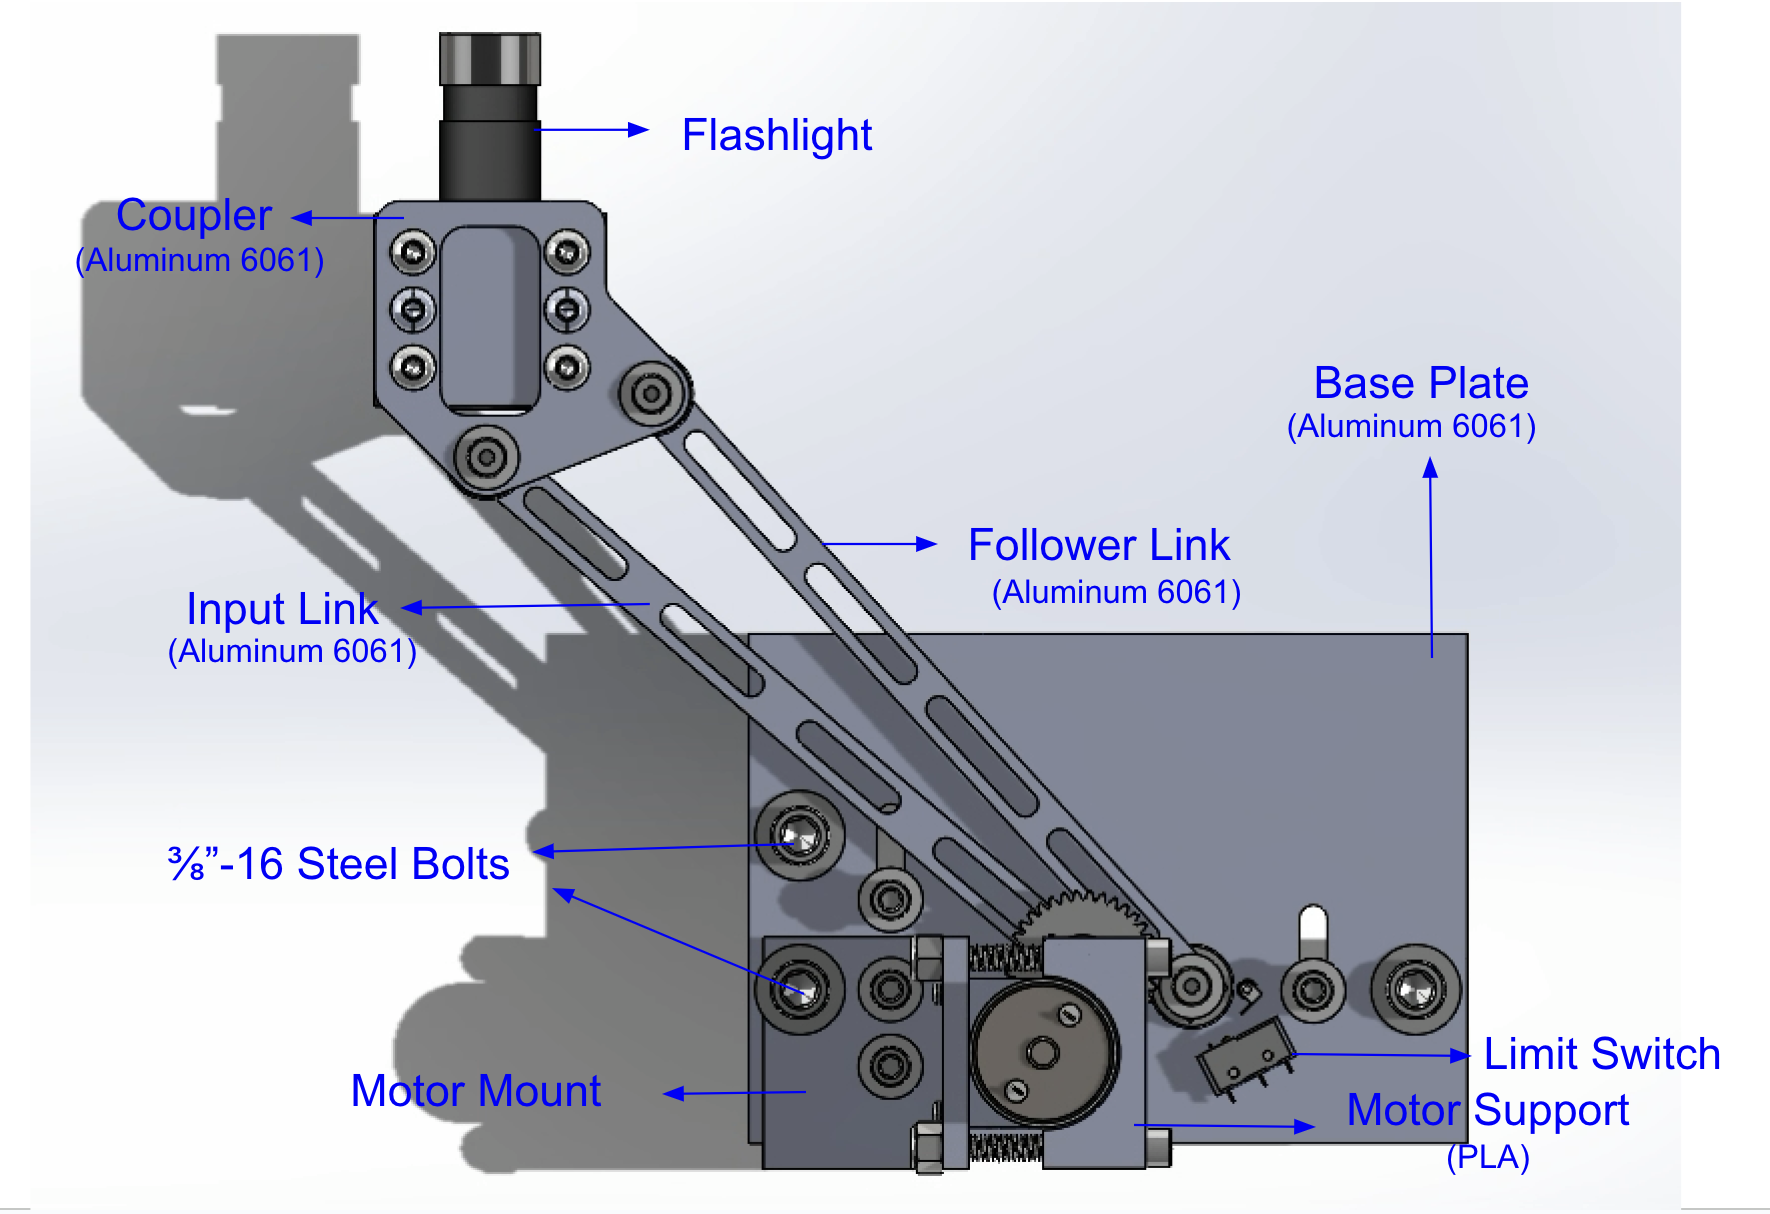 Flashlight
Coupler
(Aluminum 6061)
Base Plate
(Aluminum 6061)
Follower Link
(Aluminum 6061)
Input Link
(Aluminum 6061)
⅜”-16 Steel Bolts
Limit Switch
Motor Mount
Motor Support
(PLA)